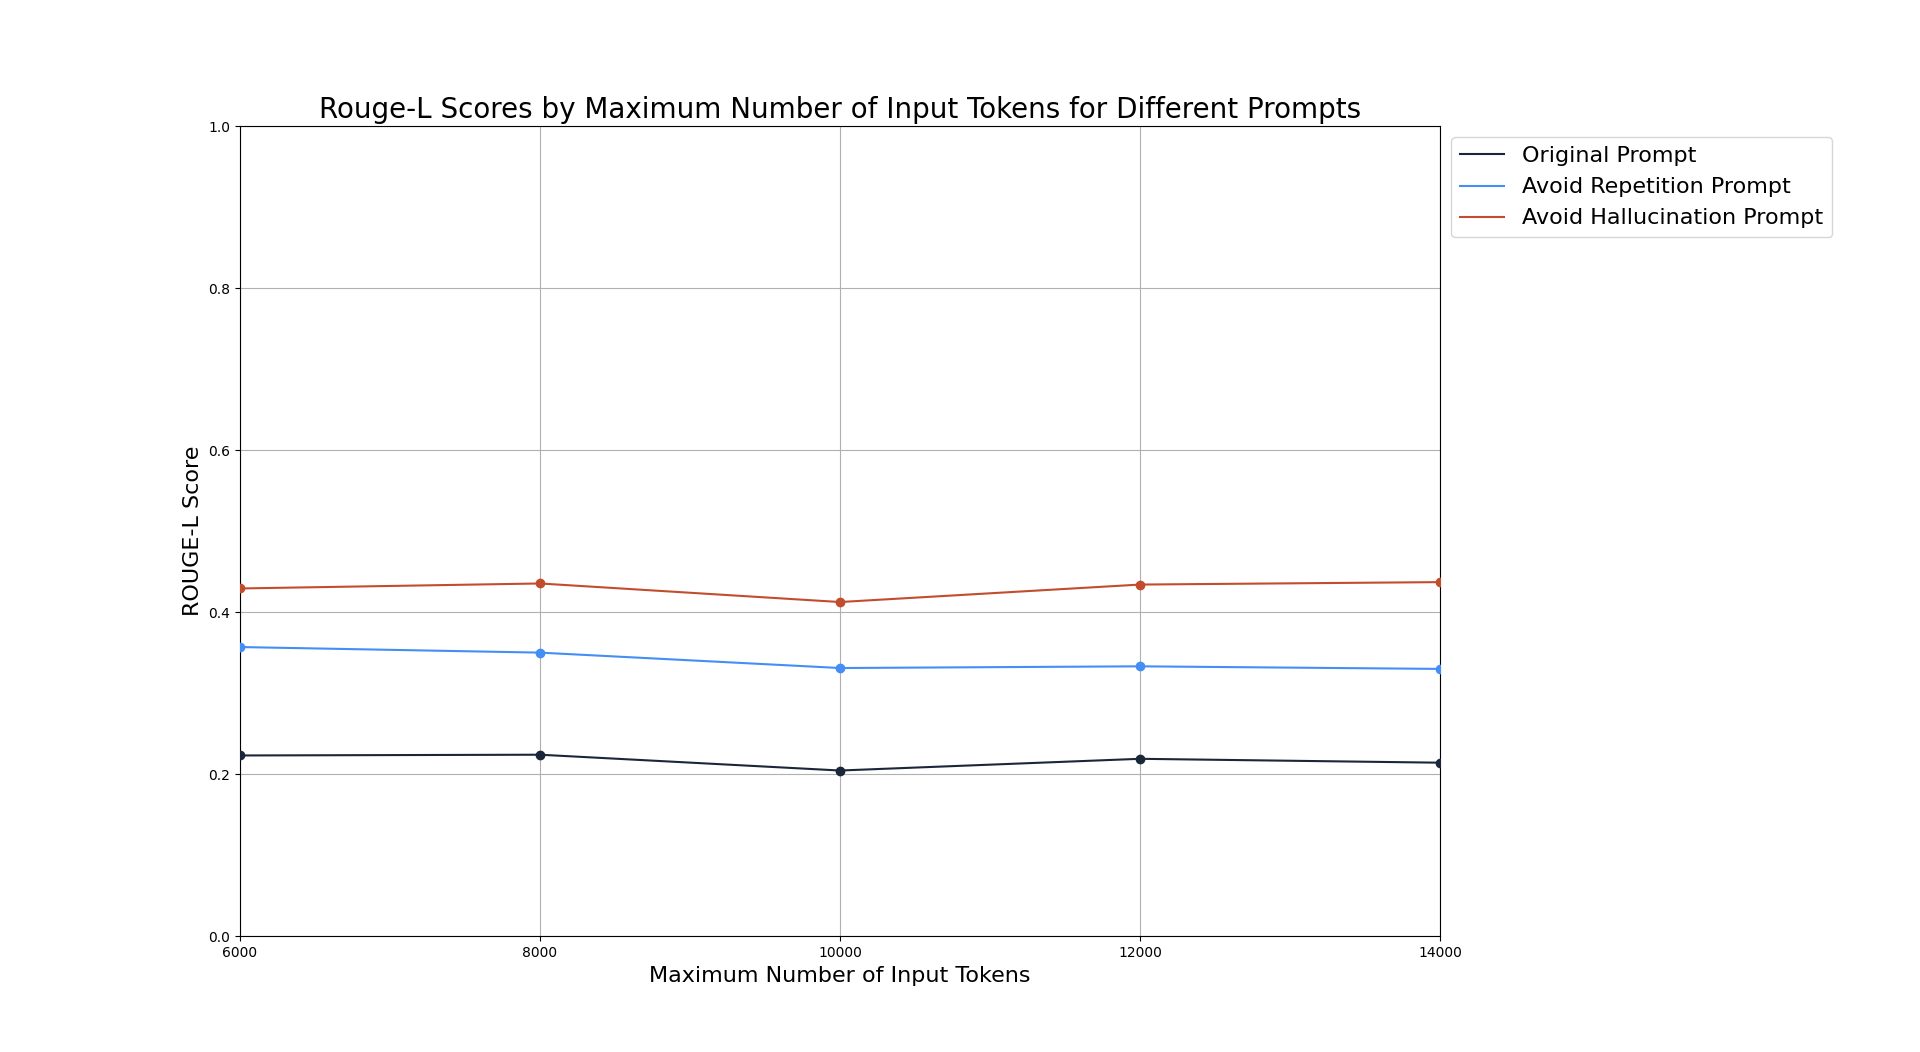 Rouge-L Scores by Maximum Number of Input Tokens for Different Prompts
1.0
0.8
0.6
0.4
0.2
0.0
ROUGE-L Score
6000 8000 10000 12000 14000
Maximum Number of Input Tokens
Original Prompt
Avoid Repetition Prompt
Avoid Hallucination Prompt